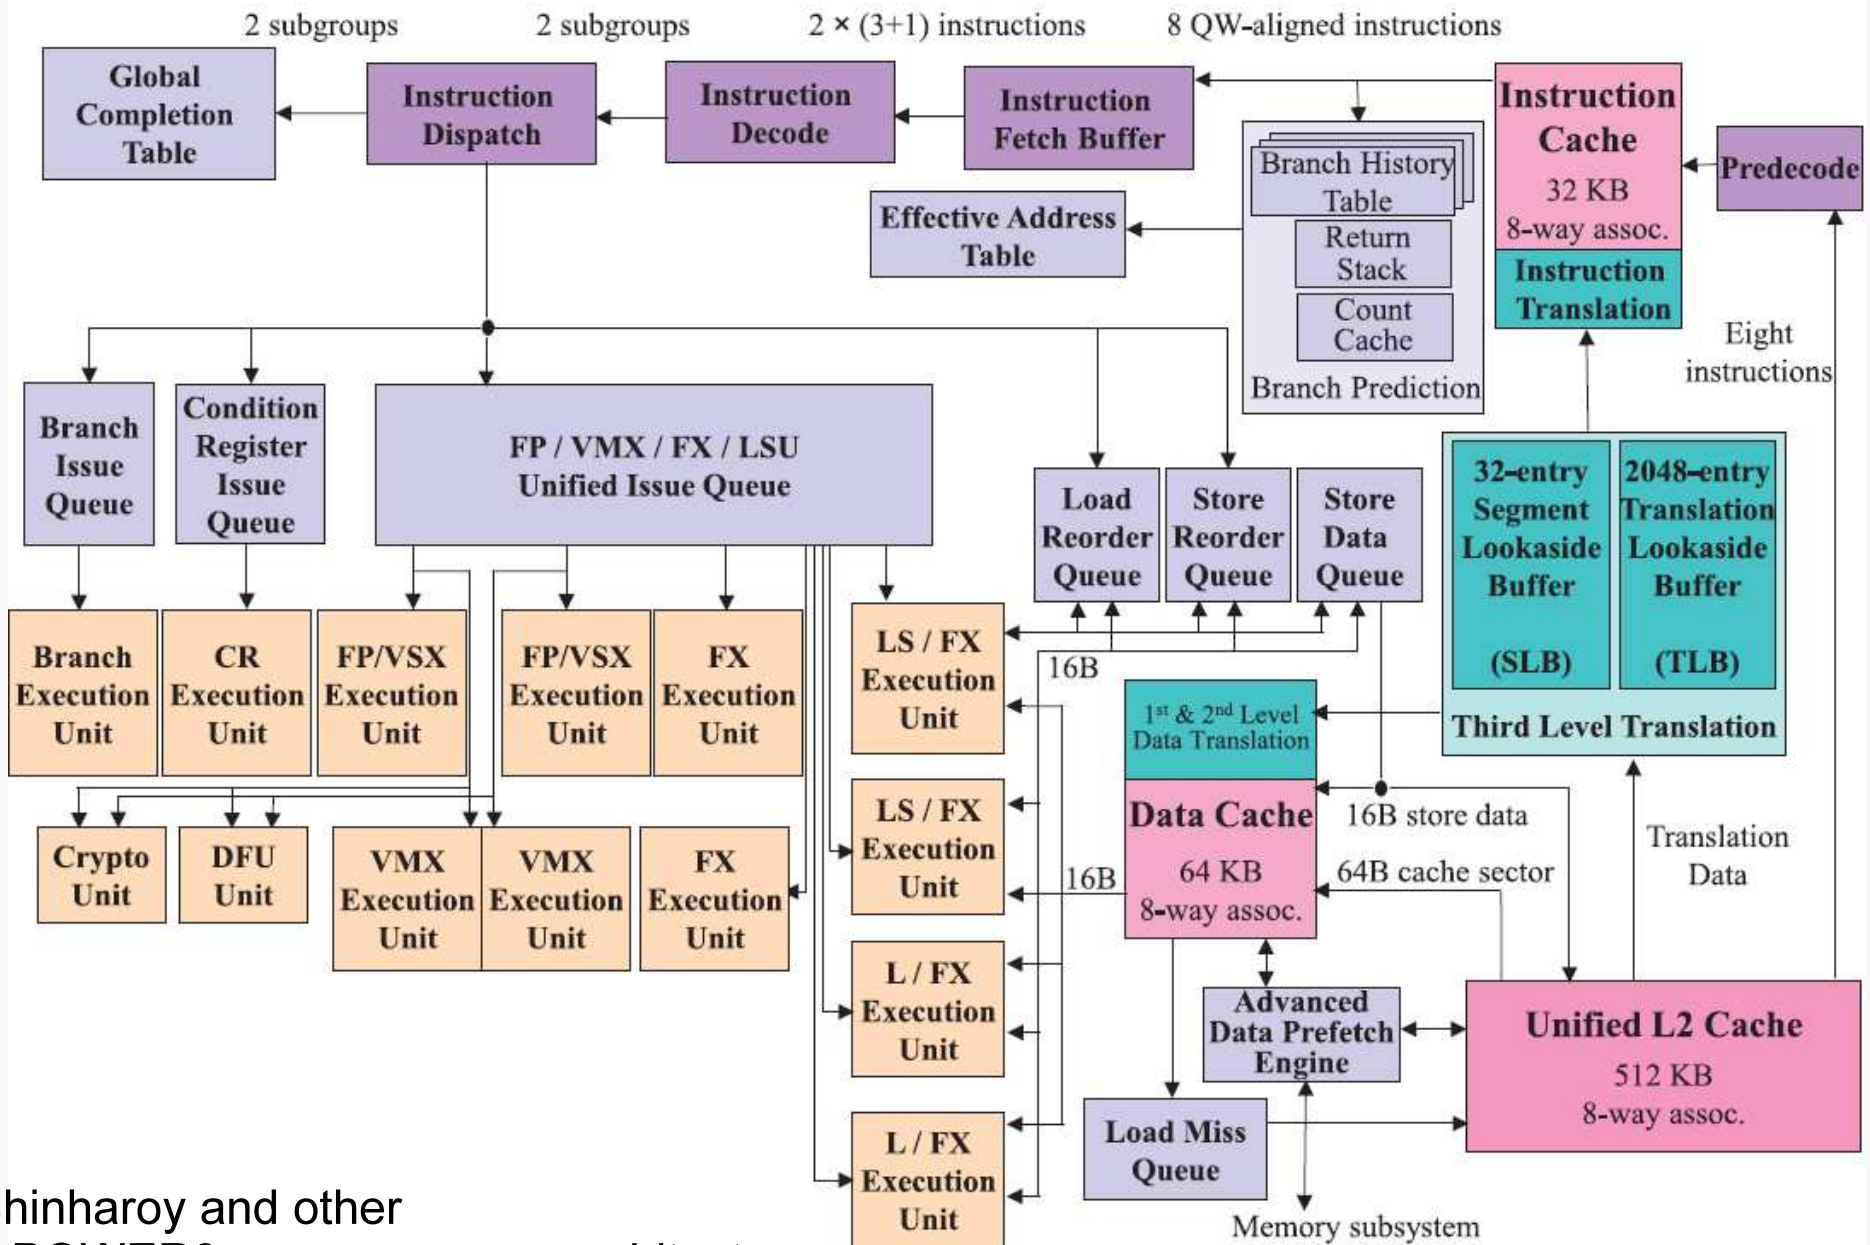 2 subgroups
2 subgroups
2 × (3+1) instructions
8 QW-aligned instructions
Global
Completion
Table
Instruction
Dispatch
Instruction
Decode
Instruction
Fetch Buffer
Instruction
Cache
32 KB
8-way assoc.
Instruction
Translation
Predecode
Branch History
Table
Return
Stack
Count
Cache
Branch Prediction
Effective Address
Table
Eight
instructions
Branch
Issue
Queue
Condition
Register
Issue
Queue
FP / VMX / FX / LSU
Unified Issue Queue
Load
Reorder
Queue
Store
Reorder
Queue
Store
Data
Queue
32-entry
Segment
Lookaside
Buffer
(SLB)
2048-entry
Translation
Lookaside
Buffer
(TLB)
Third Level Translation
Branch
Execution
Unit
CR
Execution
Unit
FP/VSX
Execution
Unit
FP/VSX
Execution
Unit
FX
Execution
Unit
LS / FX
Execution
Unit
16B
1st & 2nd Level
Data Translation
Data Cache
64 KB
8-way assoc.
16B store data
64B cache sector
Translation
Data
Crypto
Unit
DFU
Unit
VMX
Execution
Unit
VMX
Execution
Unit
FX
Execution
Unit
LS / FX
Execution
Unit
16B
L / FX
Execution
Unit
Advanced
Data Prefetch
Engine
Unified L2 Cache
512 KB
8-way assoc.
L / FX
Execution
Unit
Load Miss
Queue
Memory subsystem
hinharoy and other